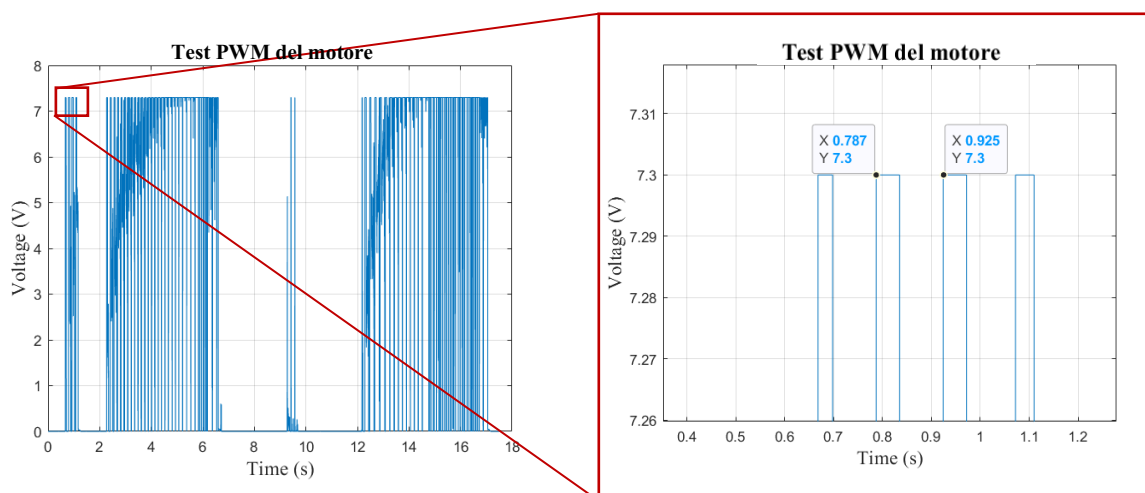 Test PWM del motore
Voltage (V)
8
7
6
5
4
3
2
1
0
0 2 4 6 8 10 12 14 16 18
Time (s)
Test PWM del motore
Voltage (V)
7.31
7.3
7.29
7.28
7.27
7.26
X 0.787
Y 7.3
X 0.925
Y 7.3
0.4 0.5 0.6 0.7 0.8 0.9 1 1.1 1.2
Time (s)